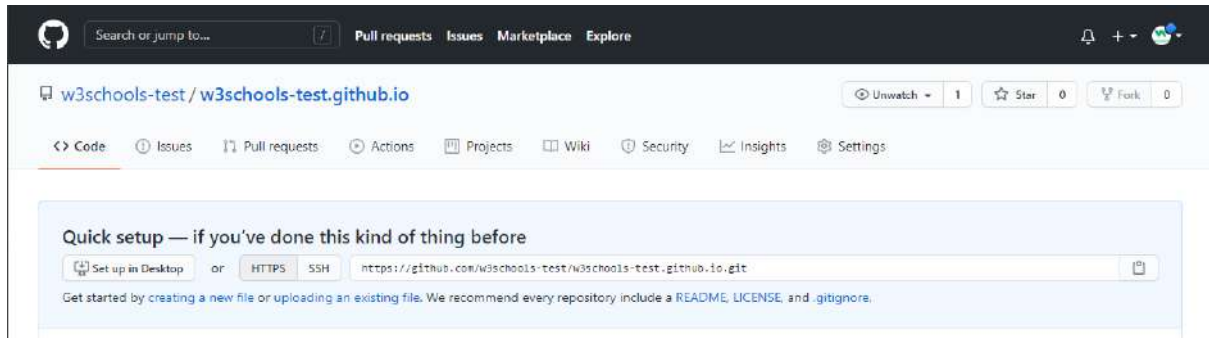 Search or jump to... / Pull requests Issues Marketplace Explore
w3schools-test / w3schools-test.github.io Unwatch 1 Star 0 Fork 0
<> Code Issues Pull requests Actions Projects Wiki Security Insights Settings
Quick setup — if you've done this kind of thing before
Set up in Desktop or HTTPS SSH https://github.com/w3schools-test/w3schools-test.github.io.git
Get started by creating a new file or uploading an existing file. We recommend every repository include a README, LICENSE, and .gitignore.